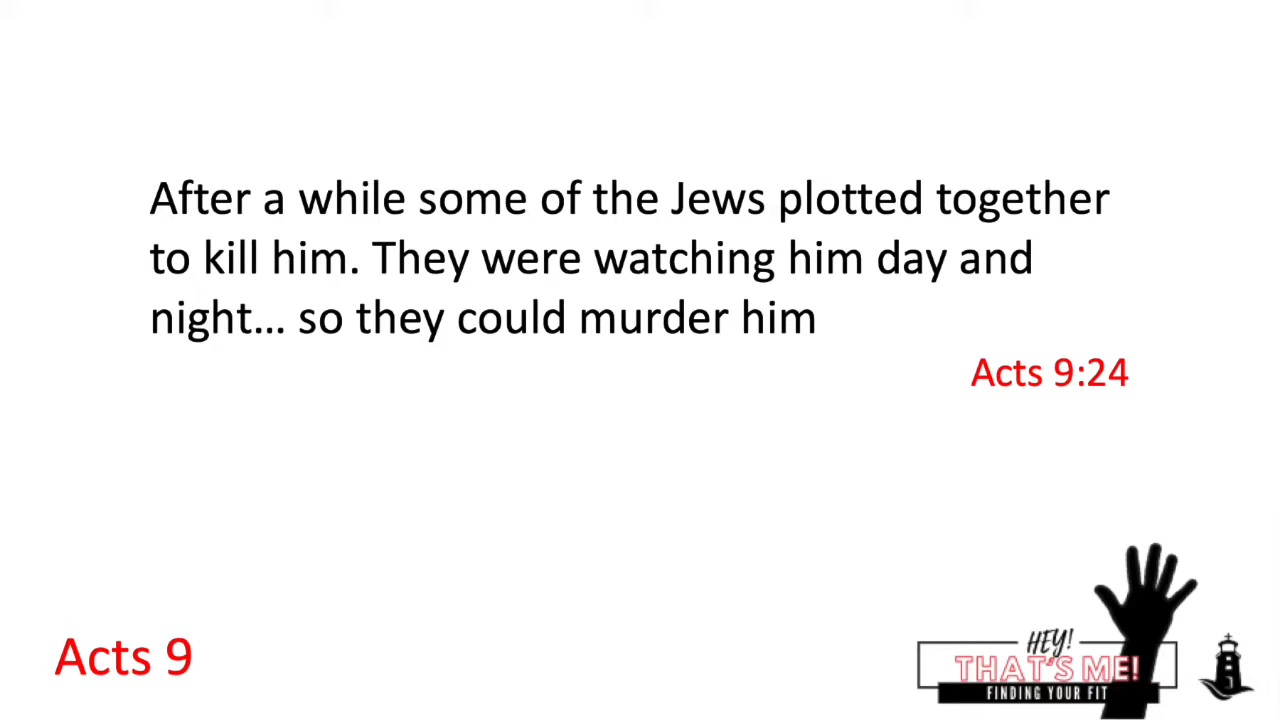 After a while some of the Jews plotted together
to kill him. They were watching him day and
night... so they could murder him
Acts 9:24
Acts 9
HEY!
THAT'S ME!
FINDING YOUR FIT